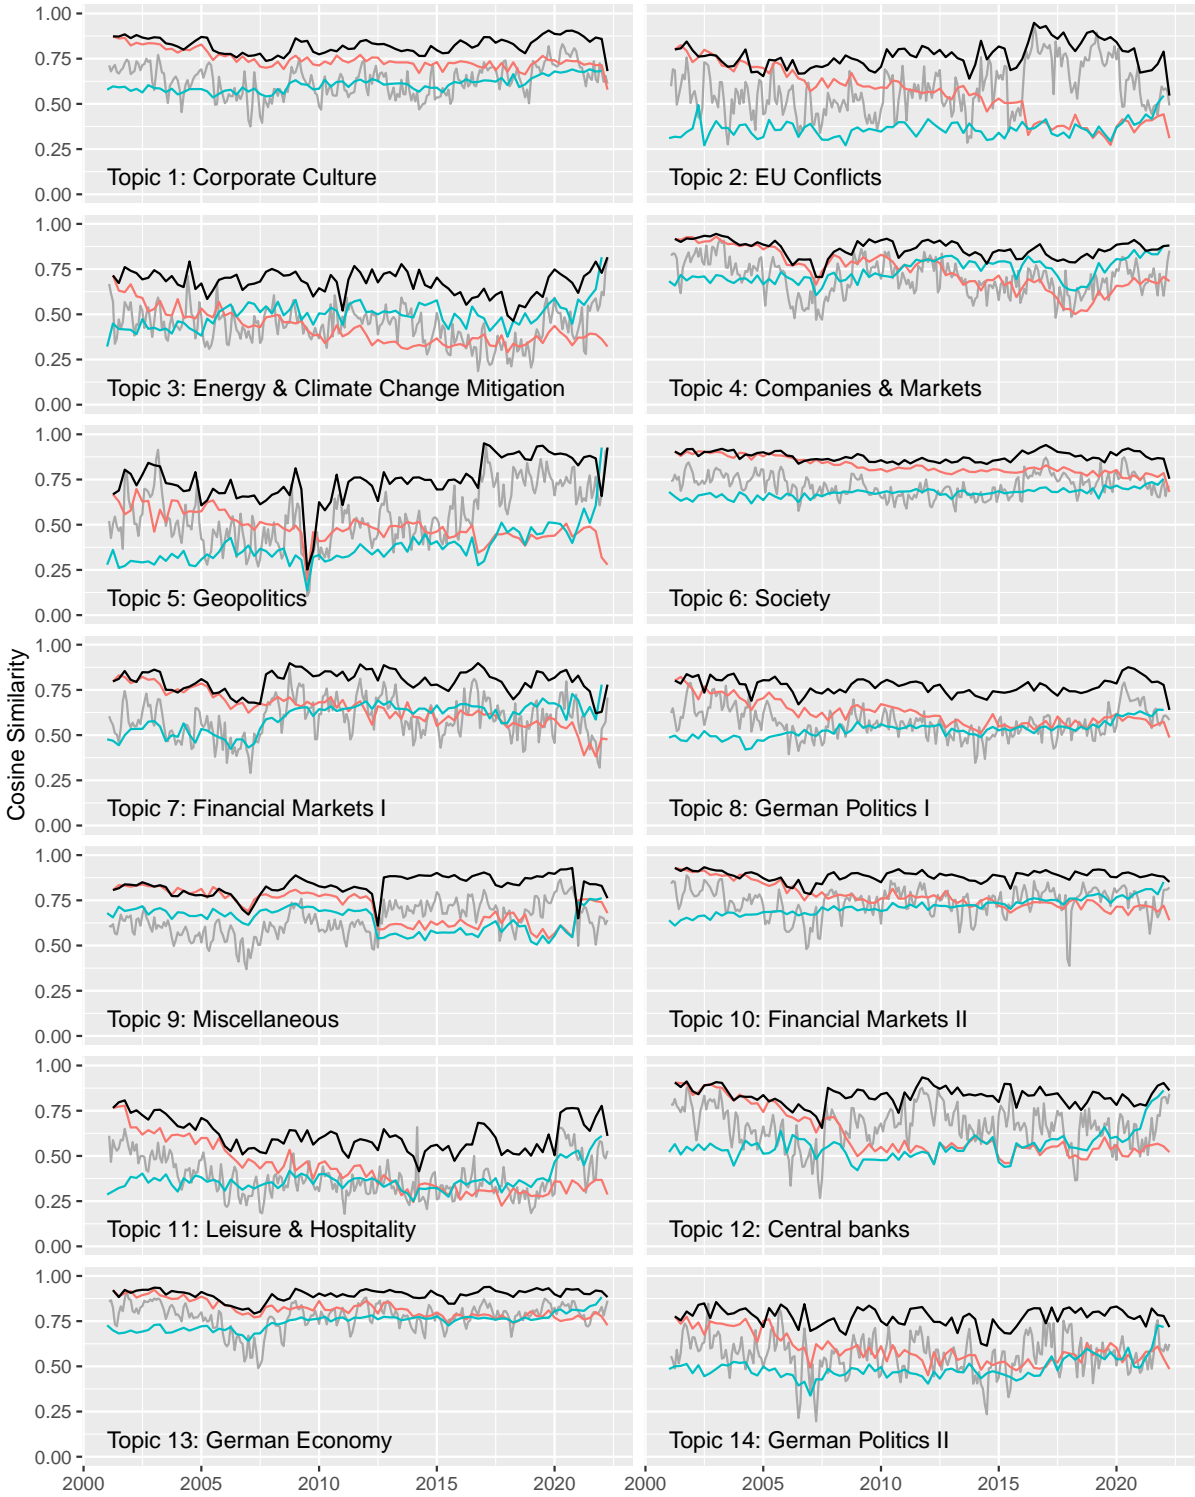 1.00
0.75
0.50
0.25
0.00
Topic 1: Corporate Culture
Topic 2: EU Conflicts
1.00
0.75
0.50
0.25
0.00
Topic 3: Energy & Climate Change Mitigation
Topic 4: Companies & Markets
1.00
0.75
0.50
0.25
0.00
Topic 5: Geopolitics
Topic 6: Society
Cosine Similarity
1.00
0.75
0.50
0.25
0.00
Topic 7: Financial Markets I
Topic 8: German Politics I
1.00
0.75
0.50
0.25
0.00
Topic 9: Miscellaneous
Topic 10: Financial Markets II
1.00
0.75
0.50
0.25
0.00
Topic 11: Leisure & Hospitality
Topic 12: Central banks
1.00
0.75
0.50
0.25
0.00
Topic 13: German Economy
Topic 14: German Politics II
2000 2005 2010 2015 2020 2000 2005 2010 2015 2020